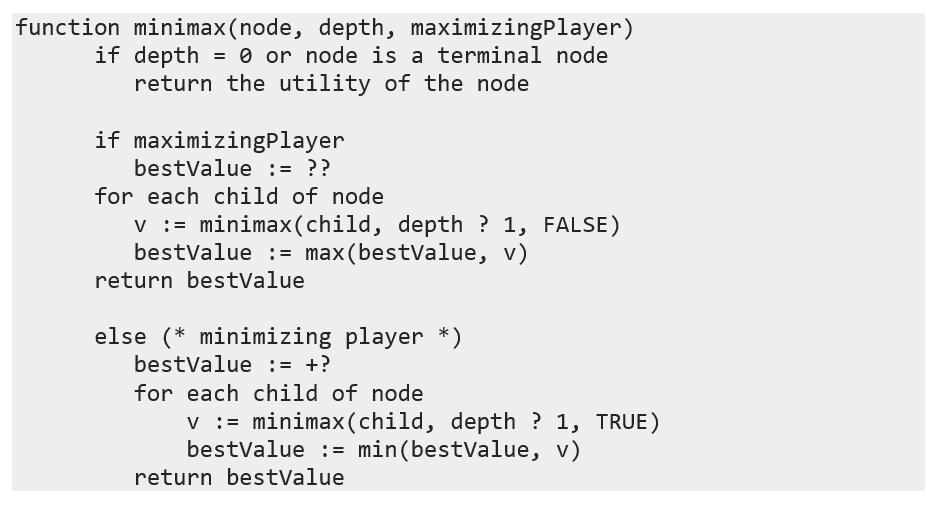 function minimax(node, depth, maximizingPlayer)
if depth = 0 or node is a terminal node
return the utility of the node
if maximizingPlayer
bestValue := ??
for each child of node
v := minimax(child, depth ? 1, FALSE)
bestValue := max(bestValue, v)
return bestValue
else (* minimizing player *)
bestValue := +?
for each child of node
v := minimax(child, depth ? 1, TRUE)
bestValue := min(bestValue, v)
return bestValue